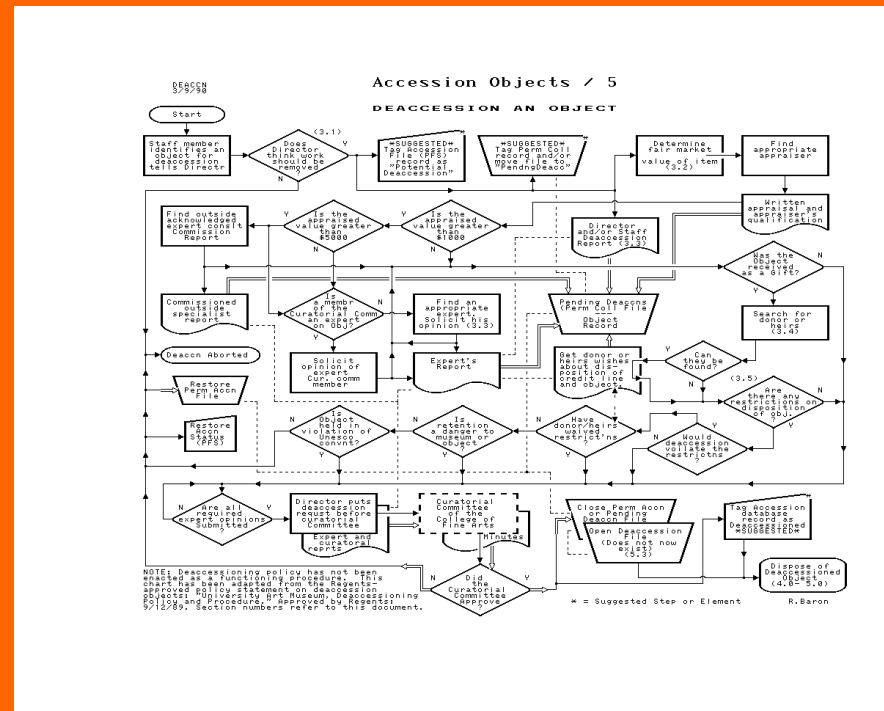 DEACCN
3/9/90
Accession Objects / 5
DEACCESSION AN OBJECT
Start
Staff member
identifies an
object for
deaccession
tells Directr
(3.1)
Does
Director
think work
should be
removed
?
Y
N
*SUGGESTED*
Tag Accession
File (PFS)
record as
"Potential
Deaccession"
*
*SUGGESTED*
Tag Perm Coll
record and/or
move file to
"PendngDeacc"
*
Determine
fair market
value of item
(3.2)
Find
appropriate
appraiser
Find outside
acknowledged
expert conslt
Commission
Report
Y
Is the
appraised
value greater
than
$5000
N
Y
Is the
appraised
value greater
than
$1000
N
Director
and/or Staff
Deaccession
Report (3.3)
Written
appraisal and
appraiser's
qualification
Was the
Object
received
as a Gift?
N
Y
Commissioned
outside
specialist
report
Is
a membr
of the
Curatorial Comm
an expert
on Obj?
N
Y
Find an
appropriate
expert.
Solicit his
opinion (3.3)
Pending Deaccns
(Perm Coll File
---
Object
Record
Search for
donor or
heirs
(3.4)
Deaccn Aborted
Solicit
opinion of
expert
Cur. comm
member
Expert's
Report
Get donor or
heirs wishes
about dis-
position of
credit line
and object.
Y
Can
they be
found?
N
(3.5)
Restore
Perm Accn
File
Are
there any
restrictions on
disposition
of obj.
?
N
Y
Restore
Accn
Status
(PFS)
N
Is
Object
held in
violation of
Unesco
convnt?
Y
N
Is
retention
a danger to
museum or
object
?
Y
N
Have
donor/heirs
waived
restrict'ns
?
Y
N
Would
deaccession
vcilate the
restrictns
?
Y
N
Are all
required
expert opinions
Submitted
?
Y
Director puts
deaccession
requst before
curatorial
Committee
Expert and
curatoral
reprts
Curatorial
Committee
of the
College of
Fine Arts
Minutes
Close Perm Accn
or Pending
Deaccn File
Open Deaccession
File
(Does not now
exist)
(5.3)
Tag Accession
database
record as
Deaccessioned
*SUGGESTED*
*
N
Did
the
Curatorial
Committee
Approve
?
Y
Dispose of
Deaccessioned
Object
(4.0- 5.0)
NOTE: Deaccessioning policy has not been
enacted as a functioning procedure. This
chart has been adapted from the Regents-
approved policy statement on deaccession
objects: "University Art Museum, Deaccessioning
Policy and Procedure," Approved by Regents:
9/12/89. Section numbers refer to this document.
* = Suggested Step or Element
R.Baron